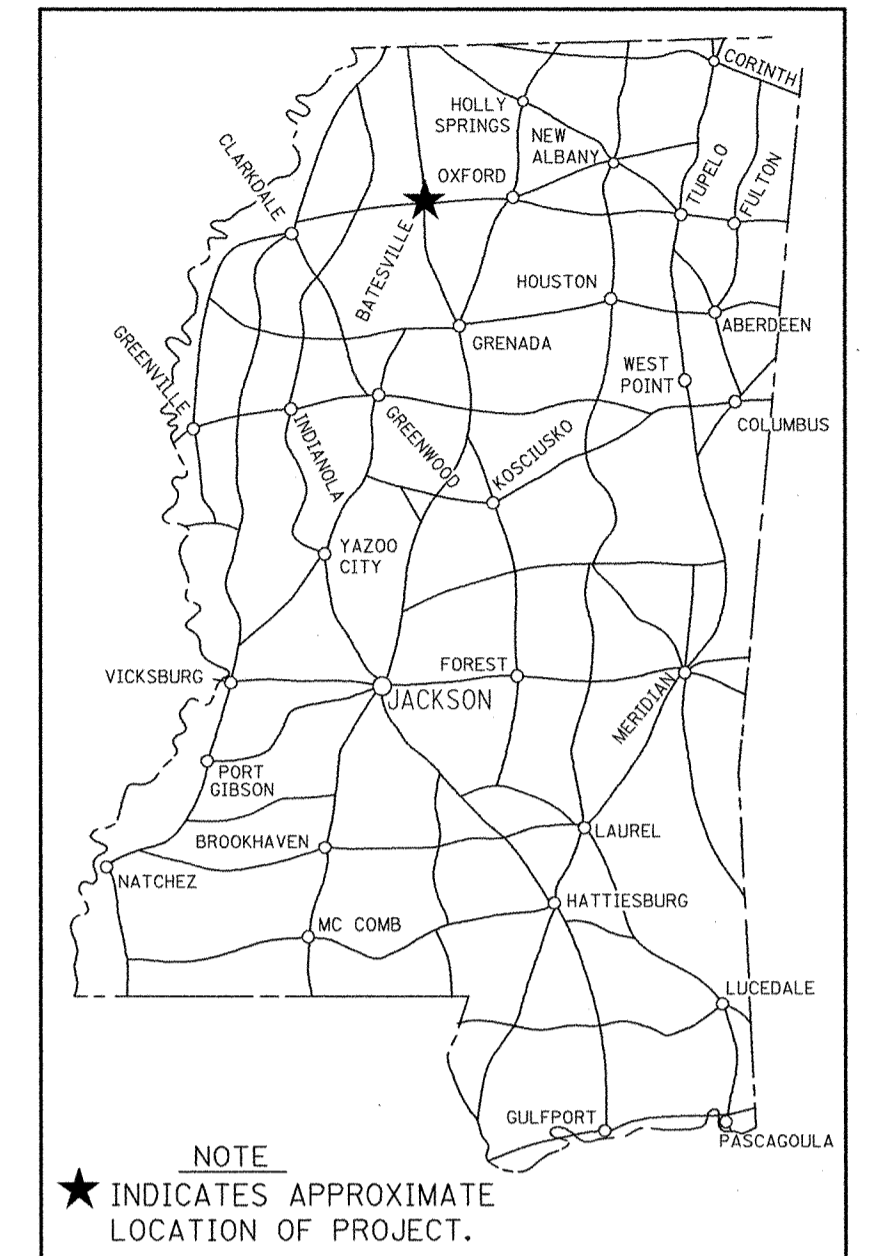 CORINTH
HOLLY
SPRINGS
NEW
ALBANY
CLARKDALE
OXFORD
TUPELO
FULTON
BATESVILLE
HOUSTON
ABERDEEN
GRENADA
GREENVILLE
WEST
POINT
COLUMBUS
INDIANOLA
GREENWOOD
KOSCIUSKO
YAZOO
CITY
VICKSBURG
FOREST
JACKSON
MERIDIAN
PORT
GIBSON
BROOKHAVEN
LAUREL
NATCHEZ
HATTIESBURG
MC COMB
LUCEDALE
GULFPORT
PASCAGOULA
NOTE
INDICATES APPROXIMATE
LOCATION OF PROJECT.